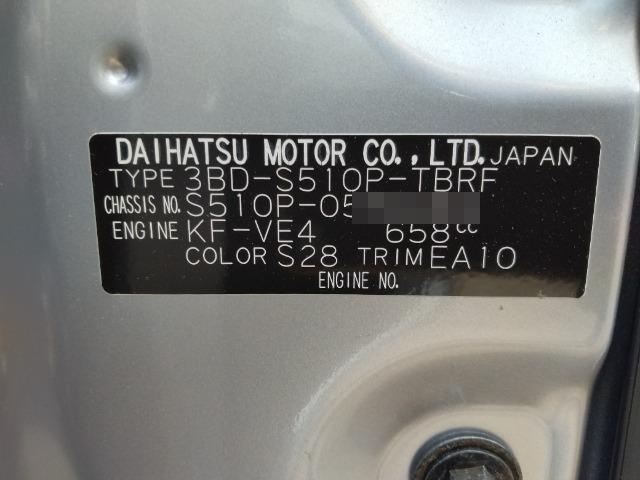 DAIHATSU MOTOR CO., LTD. JAPAN
TYPE 3BD-S510P-TBRF
CHASSIS NO. S510P-05
ENGINE KF-VE4 658cc
COLOR S28 TRIM EA10
ENGINE NO.